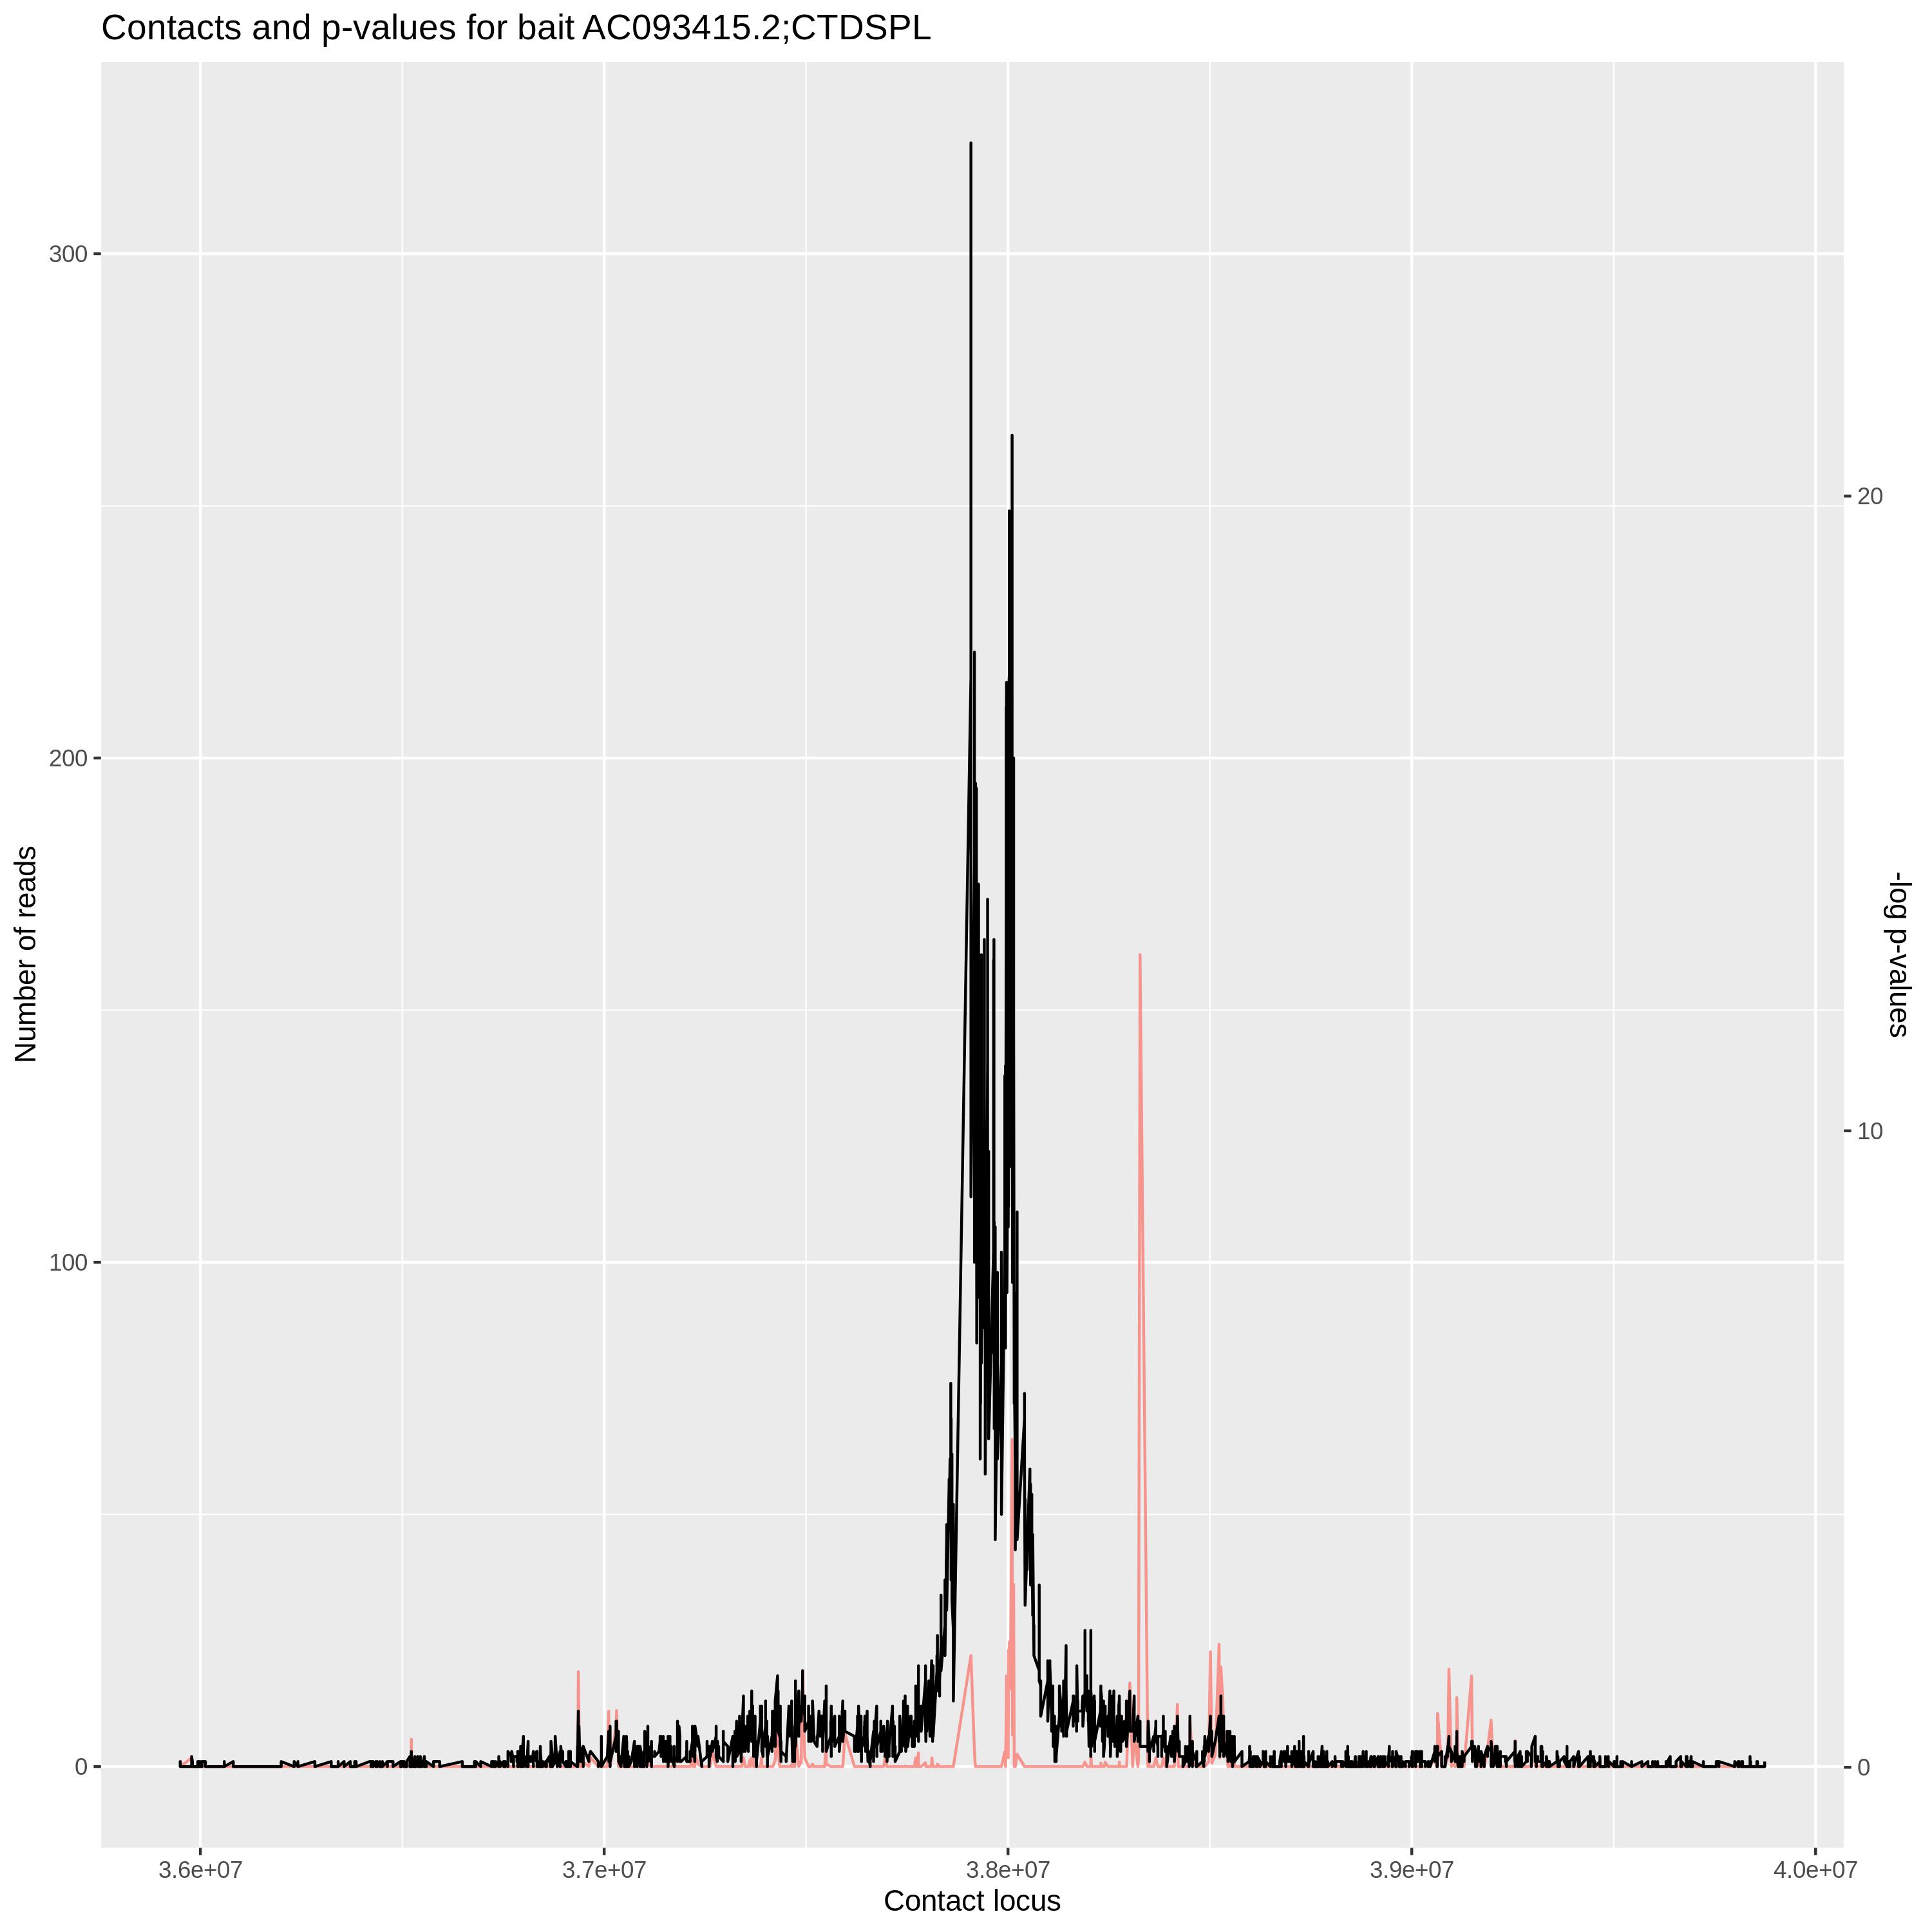 Contacts and p-values for bait AC093415.2;CTDSPL
300
200
100
0
Number of reads
20
10
0
-log p-values
3.6e+07 3.7e+07 3.8e+07 3.9e+07 4.0e+07
Contact locus